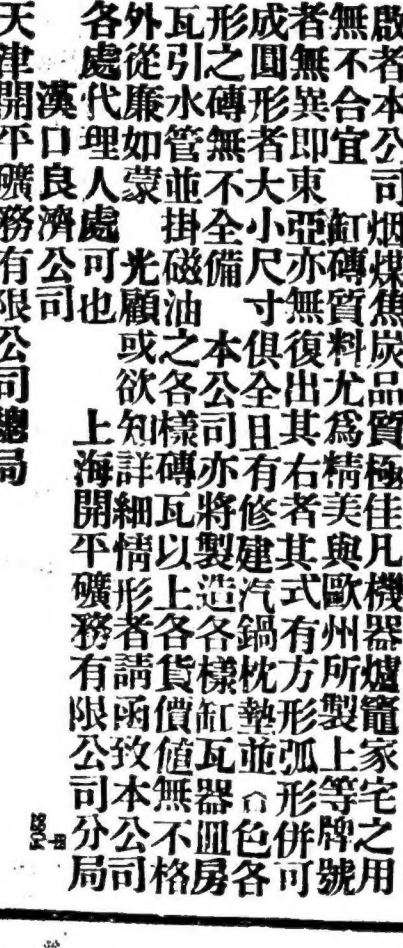 啟者本公司烟煤焦炭品質極佳凡機器爐竈家宅之用
無不合宜　缸磚質料尤為精美與歐州所製上等牌號
者無異即東亞亦無復出其右者其式有方形弧形併可
成圓形者大小尺寸俱全且有修建汽鍋枕墊並色各
形之磚無不全備　本公司亦將製造各樣缸瓦器皿房
瓦引水管並掛磁油之各樣磚瓦以上各貨價值無不格
外從廉如蒙　光顧或欲知詳細情形者請函致本公司
各處代理人處可也　上海開平礦務有限公司分局
漢口良濟公司
天津開平礦務有限公司總局